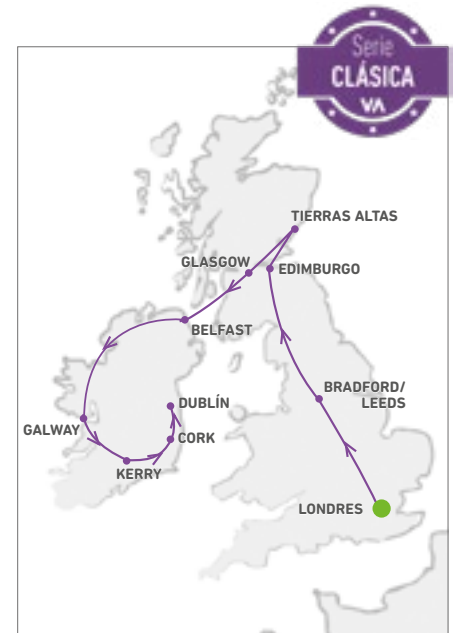 Serie
CLÁSICA
VA
TIERRAS ALTAS
GLASGOW
EDIMBURGO
BELFAST
BRADFORD/
LEEDS
DUBLÍN
GALWAY
CORK
KERRY
LONDRES